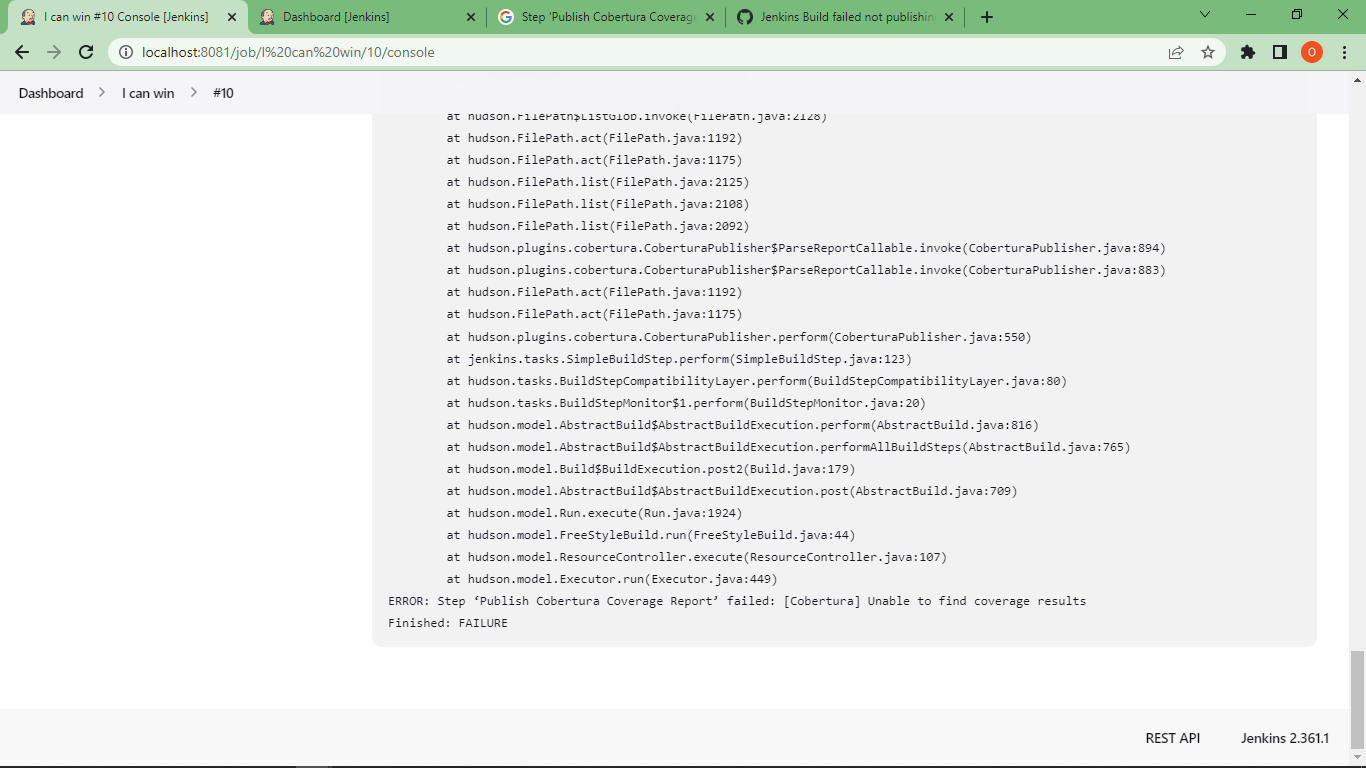 I can win #10 Console [Jenkins]
Dashboard [Jenkins]
Step 'Publish Cobertura Coverag
Jenkins Build failed not publishin
localhost:8081/job/I%20can%20win/10/console
O
Dashboard
I can win
#10
at hudson.FilePath$ListGlob.invoke(FilePath.java:2128)
at hudson.FilePath.act(FilePath.java:1192)
at hudson.FilePath.act(FilePath.java:1175)
at hudson.FilePath.list(FilePath.java:2125)
at hudson.FilePath.list(FilePath.java:2108)
at hudson.FilePath.list(FilePath.java:2092)
at hudson.plugins.cobertura.CoberturaPublisher$ParseReportCallable.invoke(CoberturaPublisher.java:894)
at hudson.plugins.cobertura.CoberturaPublisher$ParseReportCallable.invoke(CoberturaPublisher.java:883)
at hudson.FilePath.act(FilePath.java:1192)
at hudson.FilePath.act(FilePath.java:1175)
at hudson.plugins.cobertura.CoberturaPublisher.perform(CoberturaPublisher.java:550)
at jenkins.tasks.SimpleBuildStep.perform(SimpleBuildStep.java:123)
at hudson.tasks.BuildStepCompatibilityLayer.perform(BuildStepCompatibilityLayer.java:80)
at hudson.tasks.BuildStepMonitor$1.perform(BuildStepMonitor.java:20)
at hudson.model.AbstractBuild$AbstractBuildExecution.perform(AbstractBuild.java:816)
at hudson.model.AbstractBuild$AbstractBuildExecution.performAllBuildSteps(AbstractBuild.java:765)
at hudson.model.Build$BuildExecution.post2(Build.java:179)
at hudson.model.AbstractBuild$AbstractBuildExecution.post(AbstractBuild.java:709)
at hudson.model.Run.execute(Run.java:1924)
at hudson.model.FreeStyleBuild.run(FreeStyleBuild.java:44)
at hudson.model.ResourceController.execute(ResourceController.java:107)
at hudson.model.Executor.run(Executor.java:449)
ERROR: Step ‘Publish Cobertura Coverage Report’ failed: [Cobertura] Unable to find coverage results
Finished: FAILURE
REST API
Jenkins 2.361.1